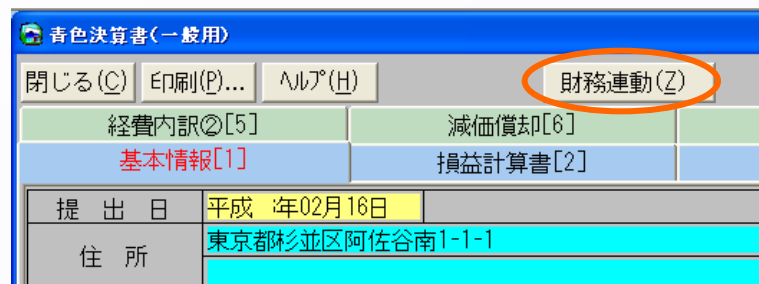 青色決算書(一般用)
閉じる(C) 印刷(P)... ヘルプ(H) 財務連動(Z)
経費内訳②[5] 減価償却[6]
基本情報[1] 損益計算書[2]
提出日 平成 年02月16日
住所 東京都杉並区阿佐谷南1-1-1